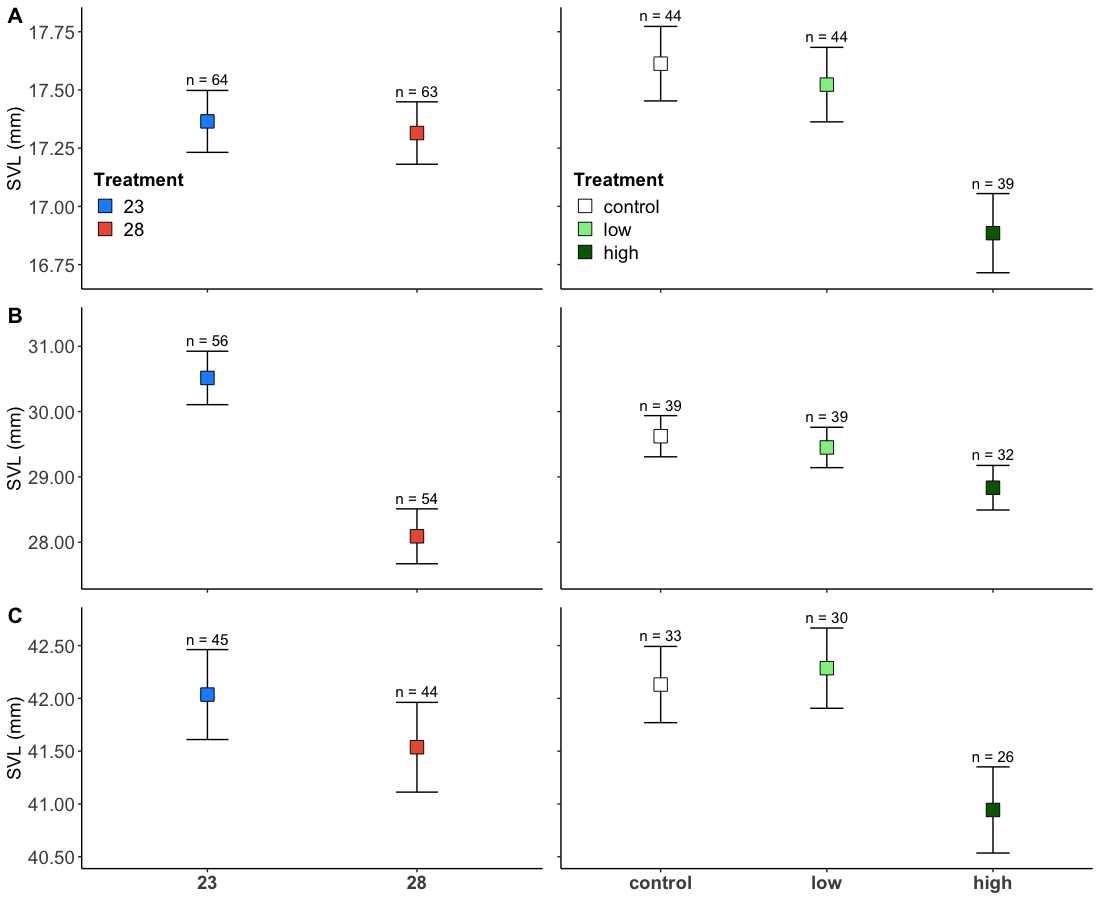 A
SVL (mm)
17.75
17.50
17.25
17.00
16.75
n = 64
n = 63
Treatment
23
28
n = 44
n = 44
n = 39
Treatment
control
low
high
B
SVL (mm)
31.00
30.00
29.00
28.00
n = 56
n = 54
n = 39
n = 39
n = 32
C
SVL (mm)
42.50
42.00
41.50
41.00
40.50
n = 45
n = 44
n = 33
n = 30
n = 26
23 28 control low high